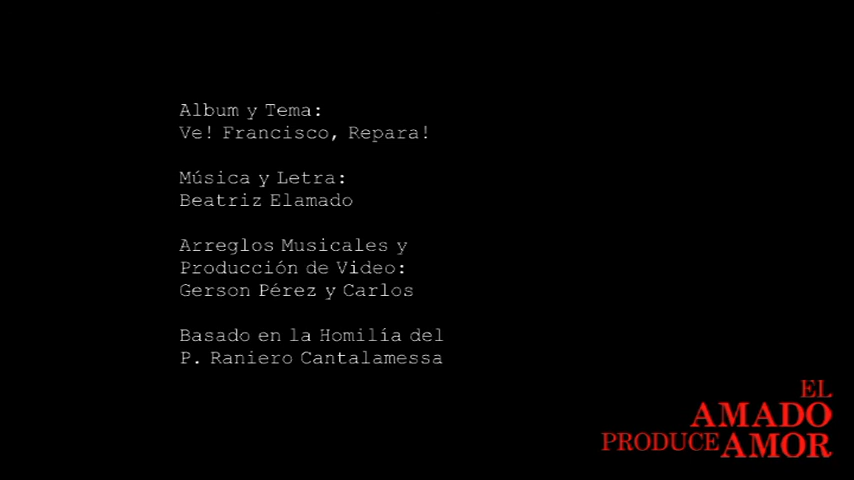 Album y Tema:
Ve! Francisco, Repara!
Música y Letra:
Beatriz Elamado
Arreglos Musicales y
Producción de Video:
Gerson Pérez y Carlos
Basado en la Homilía del
P. Raniero Cantalamessa
EL
AMADO
PRODUCE AMOR